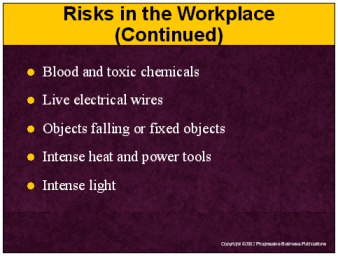 Risks in the Workplace
(Continued)
Blood and toxic chemicals
Live electrical wires
Objects falling or fixed objects
Intense heat and power tools
Intense light
Copyright ©2002 Progressive Business Publications